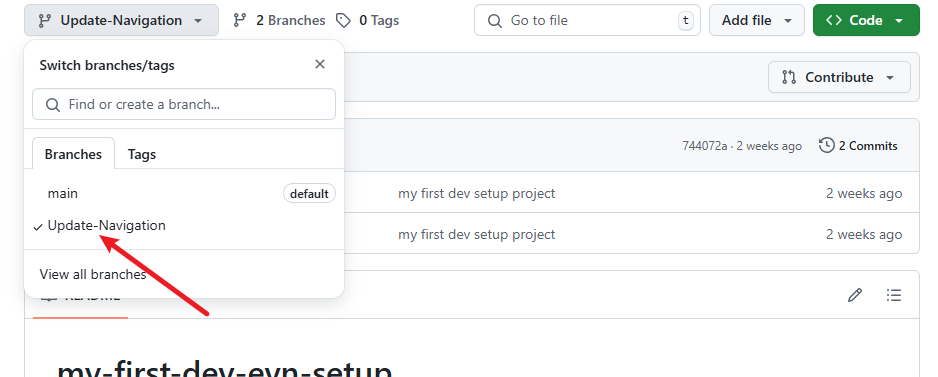 Update-Navigation
2 Branches
0 Tags
Go to file
t
Add file
Code
Switch branches/tags
Find or create a branch...
Contribute
Branches
Tags
744072a · 2 weeks ago
2 Commits
main
default
my first dev setup project
2 weeks ago
Update-Navigation
my first dev setup project
2 weeks ago
View all branches
README
my-first-dev-evn-setup